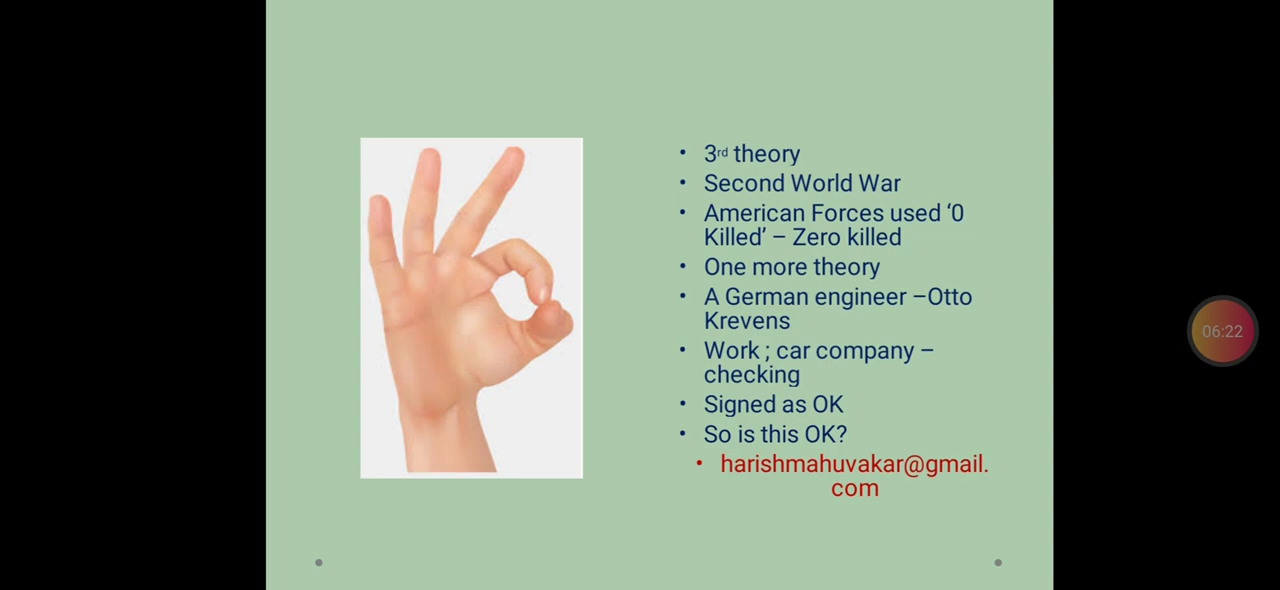 • 3rd theory
• Second World War
• American Forces used ‘0
Killed’ – Zero killed
• One more theory
• A German engineer –Otto
Krevens
• Work ; car company –
checking
• Signed as OK
• So is this OK?
• harishmahuvakar@gmail.
com
06:22